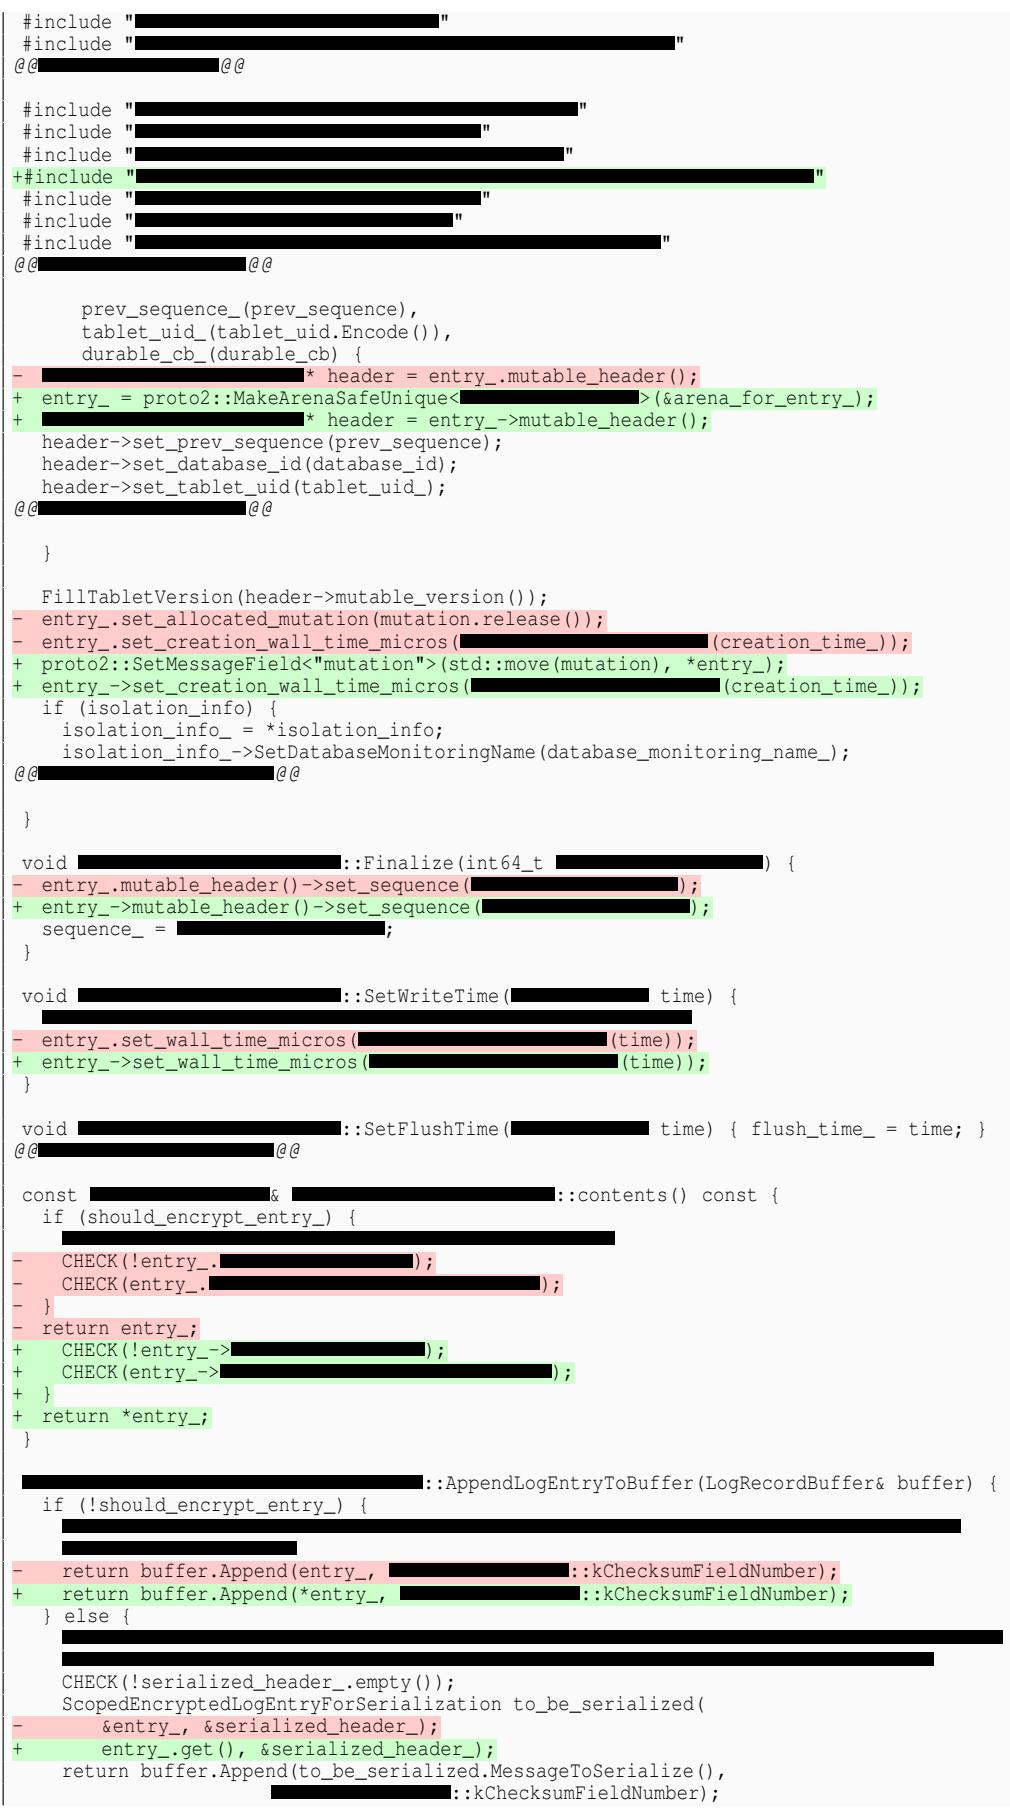 #include ""
#include ""
@@ @@
#include ""
#include ""
#include ""
+#include ""
#include ""
#include ""
#include ""
@@ @@
prev_sequence_(prev_sequence),
tablet_uid_(tablet_uid.Encode()),
durable_cb_(durable_cb) {
- * header = entry_.mutable_header();
+ entry_ = proto2::MakeArenaSafeUnique< >(&arena_for_entry_);
+ * header = entry_->mutable_header();
header->set_prev_sequence(prev_sequence);
header->set_database_id(database_id);
header->set_tablet_uid(tablet_uid_);
@@ @@
}
FillTabletVersion(header->mutable_version());
- entry_.set_allocated_mutation(mutation.release());
- entry_.set_creation_wall_time_micros( (creation_time_));
+ proto2::SetMessageField<"mutation">(std::move(mutation), *entry_);
+ entry_->set_creation_wall_time_micros( (creation_time_));
if (isolation_info) {
isolation_info_ = *isolation_info;
isolation_info_->SetDatabaseMonitoringName(database_monitoring_name_);
@@ @@
}
void ::Finalize(int64_t ) {
- entry_.mutable_header()->set_sequence( );
+ entry_->mutable_header()->set_sequence( );
sequence_ = ;
}
void ::SetWriteTime( time) {
- entry_.set_wall_time_micros( (time));
+ entry_->set_wall_time_micros( (time));
}
void ::SetFlushTime( time) { flush_time_ = time; }
@@ @@
const & ::contents() const {
if (should_encrypt_entry_) {
- CHECK(!entry_. );
- CHECK(entry_. );
- }
- return entry_;
+ CHECK(!entry_-> );
+ CHECK(entry_-> );
+ }
+ return *entry_;
}
::AppendLogEntryToBuffer(LogRecordBuffer& buffer) {
if (!should_encrypt_entry_) {
- return buffer.Append(entry_, ::kChecksumFieldNumber);
+ return buffer.Append(*entry_, ::kChecksumFieldNumber);
} else {
CHECK(!serialized_header_.empty());
ScopedEncryptedLogEntryForSerialization to_be_serialized(
- &entry_, &serialized_header_);
+ entry_.get(), &serialized_header_);
return buffer.Append(to_be_serialized.MessageToSerialize(),
::kChecksumFieldNumber);